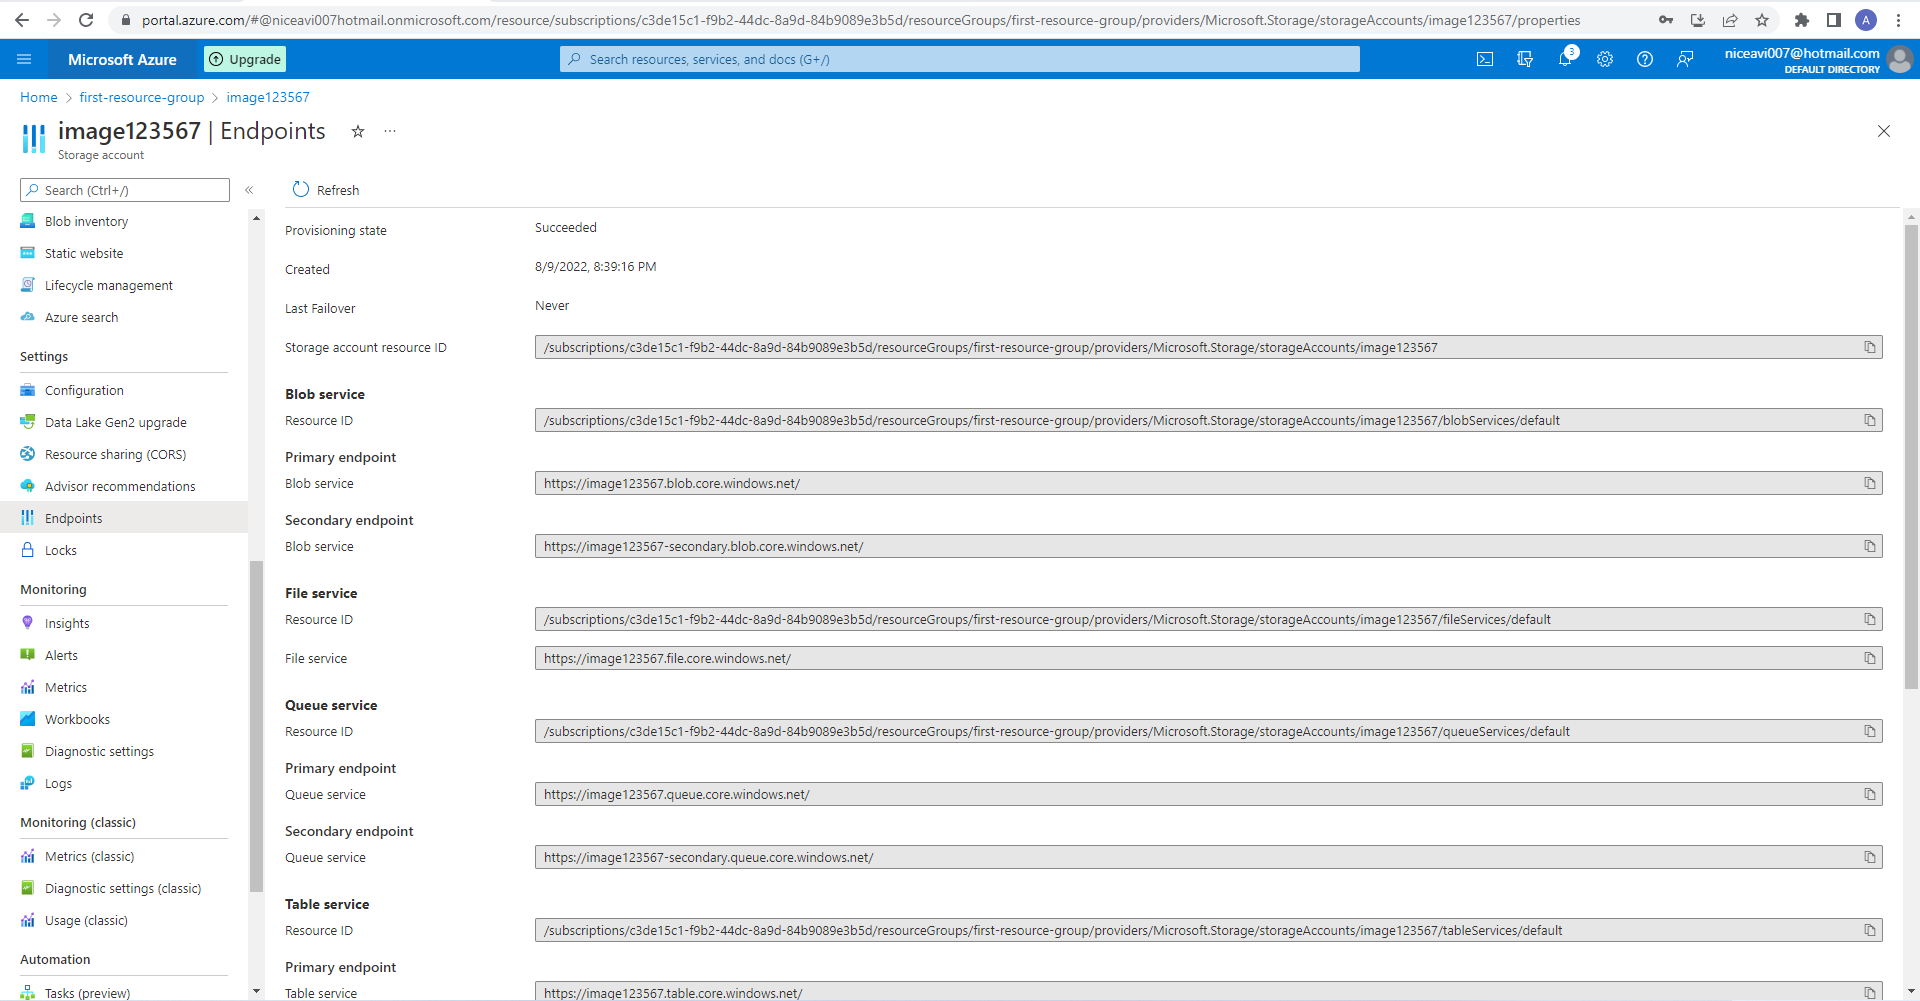 portal.azure.com/#@niceavi007hotmail.onmicrosoft.com/resource/subscriptions/c3de15c1-f9b2-44dc-8a9d-84b9089e3b5d/resourceGroups/first-resource-group/providers/Microsoft.Storage/storageAccounts/image123567/properties
A
Microsoft Azure
Upgrade
Search resources, services, and docs (G+/)
3
niceavi007@hotmail.com
DEFAULT DIRECTORY
Home > first-resource-group > image123567
image123567 | Endpoints
Storage account
Search (Ctrl+/)
Blob inventory
Static website
Lifecycle management
Azure search
Settings
Configuration
Data Lake Gen2 upgrade
Resource sharing (CORS)
Advisor recommendations
Endpoints
Locks
Monitoring
Insights
Alerts
Metrics
Workbooks
Diagnostic settings
Logs
Monitoring (classic)
Metrics (classic)
Diagnostic settings (classic)
Usage (classic)
Automation
Tasks (preview)
Refresh
Provisioning state Succeeded
Created 8/9/2022, 8:39:16 PM
Last Failover Never
Storage account resource ID /subscriptions/c3de15c1-f9b2-44dc-8a9d-84b9089e3b5d/resourceGroups/first-resource-group/providers/Microsoft.Storage/storageAccounts/image123567
Blob service
Resource ID /subscriptions/c3de15c1-f9b2-44dc-8a9d-84b9089e3b5d/resourceGroups/first-resource-group/providers/Microsoft.Storage/storageAccounts/image123567/blobServices/default
Primary endpoint
Blob service https://image123567.blob.core.windows.net/
Secondary endpoint
Blob service https://image123567-secondary.blob.core.windows.net/
File service
Resource ID /subscriptions/c3de15c1-f9b2-44dc-8a9d-84b9089e3b5d/resourceGroups/first-resource-group/providers/Microsoft.Storage/storageAccounts/image123567/fileServices/default
File service https://image123567.file.core.windows.net/
Queue service
Resource ID /subscriptions/c3de15c1-f9b2-44dc-8a9d-84b9089e3b5d/resourceGroups/first-resource-group/providers/Microsoft.Storage/storageAccounts/image123567/queueServices/default
Primary endpoint
Queue service https://image123567.queue.core.windows.net/
Secondary endpoint
Queue service https://image123567-secondary.queue.core.windows.net/
Table service
Resource ID /subscriptions/c3de15c1-f9b2-44dc-8a9d-84b9089e3b5d/resourceGroups/first-resource-group/providers/Microsoft.Storage/storageAccounts/image123567/tableServices/default
Primary endpoint
Table service https://image123567.table.core.windows.net/